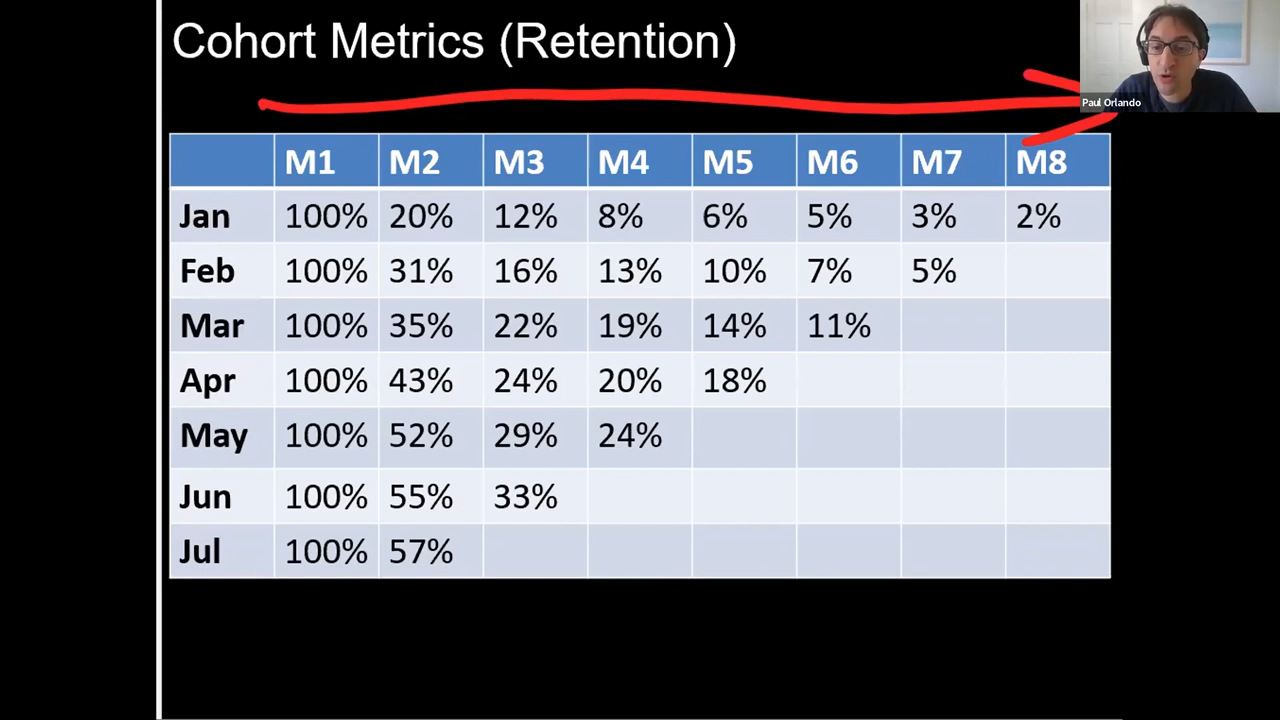 Cohort Metrics (Retention)
Paul Orlando
M1 M2 M3 M4 M5 M6 M7 M8
Jan 100% 20% 12% 8% 6% 5% 3% 2%
Feb 100% 31% 16% 13% 10% 7% 5%
Mar 100% 35% 22% 19% 14% 11%
Apr 100% 43% 24% 20% 18%
May 100% 52% 29% 24%
Jun 100% 55% 33%
Jul 100% 57%